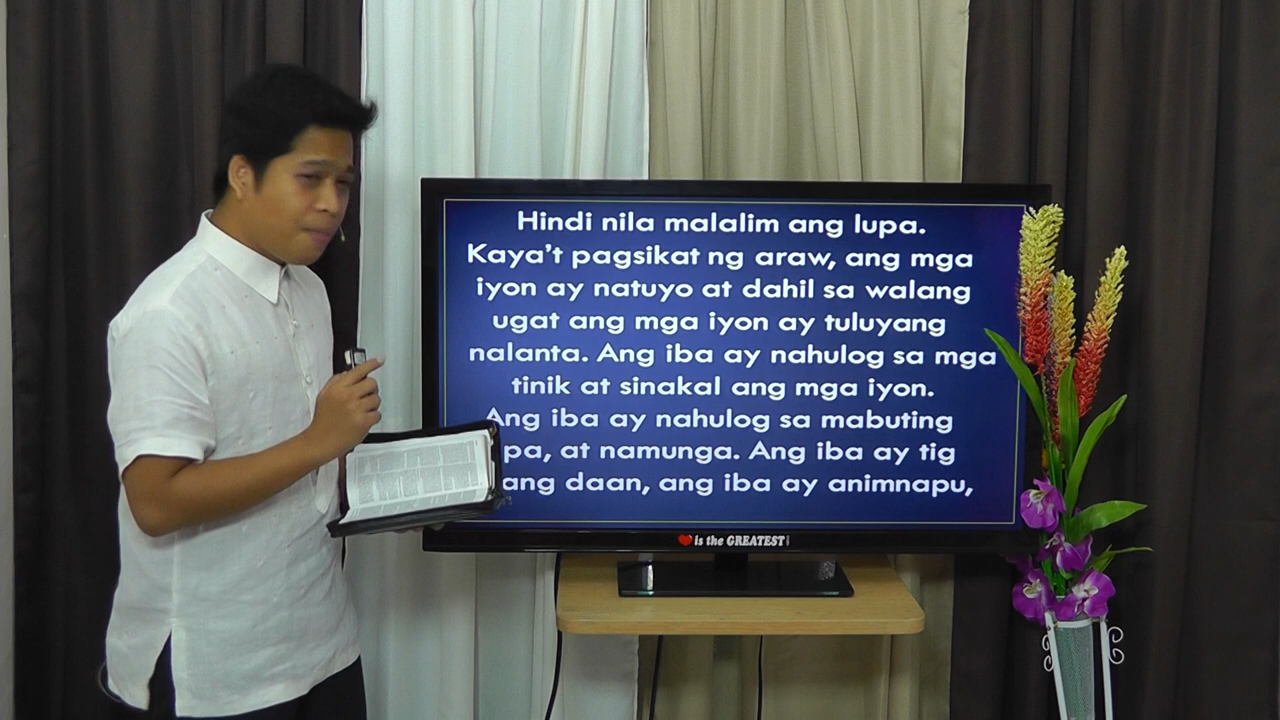 Hindi nila malalim ang lupa.
Kaya't pagsikat ng araw, ang mga
iyon ay natuyo at dahil sa walang
ugat ang mga iyon ay tuluyang
nalanta. Ang iba ay nahulog sa mga
tinik at sinakal ang mga iyon.
Ang iba ay nahulog sa mabuting
pa, at namunga. Ang iba ay tig
ang daan, ang iba ay animnapu,
is the GREATEST!